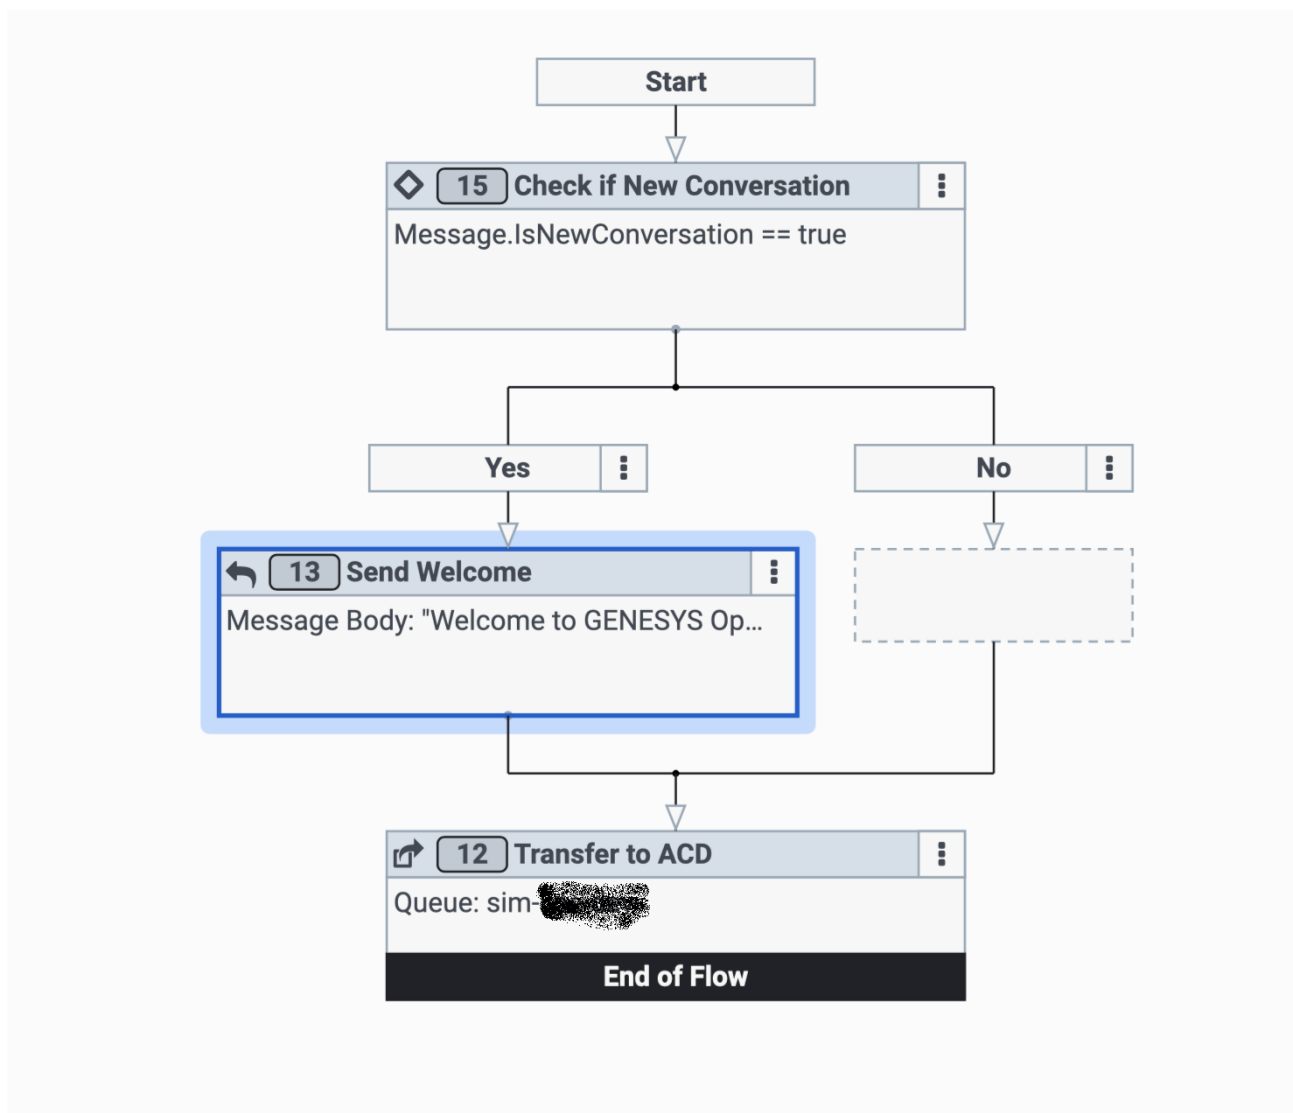 Start
15 Check if New Conversation
Message.IsNewConversation == true
Yes
No
13 Send Welcome
Message Body: "Welcome to GENESYS Op...
12 Transfer to ACD
Queue: sim-
End of Flow